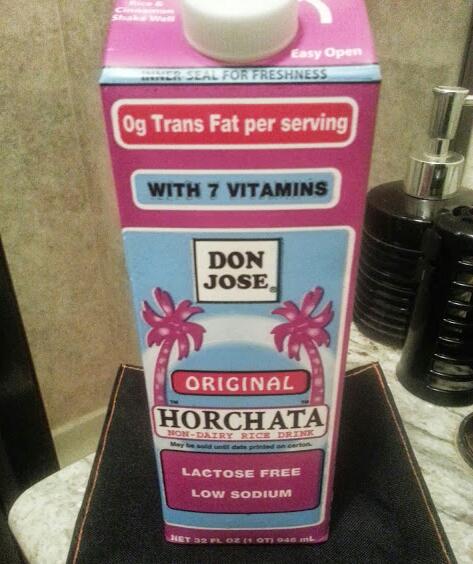 Rice &
Cinnamon
Shake Well
Easy Open
INNER SEAL FOR FRESHNESS
0g Trans Fat per serving
WITH 7 VITAMINS
DON
JOSE®
ORIGINAL
™ ™
HORCHATA
NON-DAIRY RICE DRINK
May be sold until date printed on carton.
LACTOSE FREE
LOW SODIUM
NET 32 FL OZ (1 QT) 946 mL